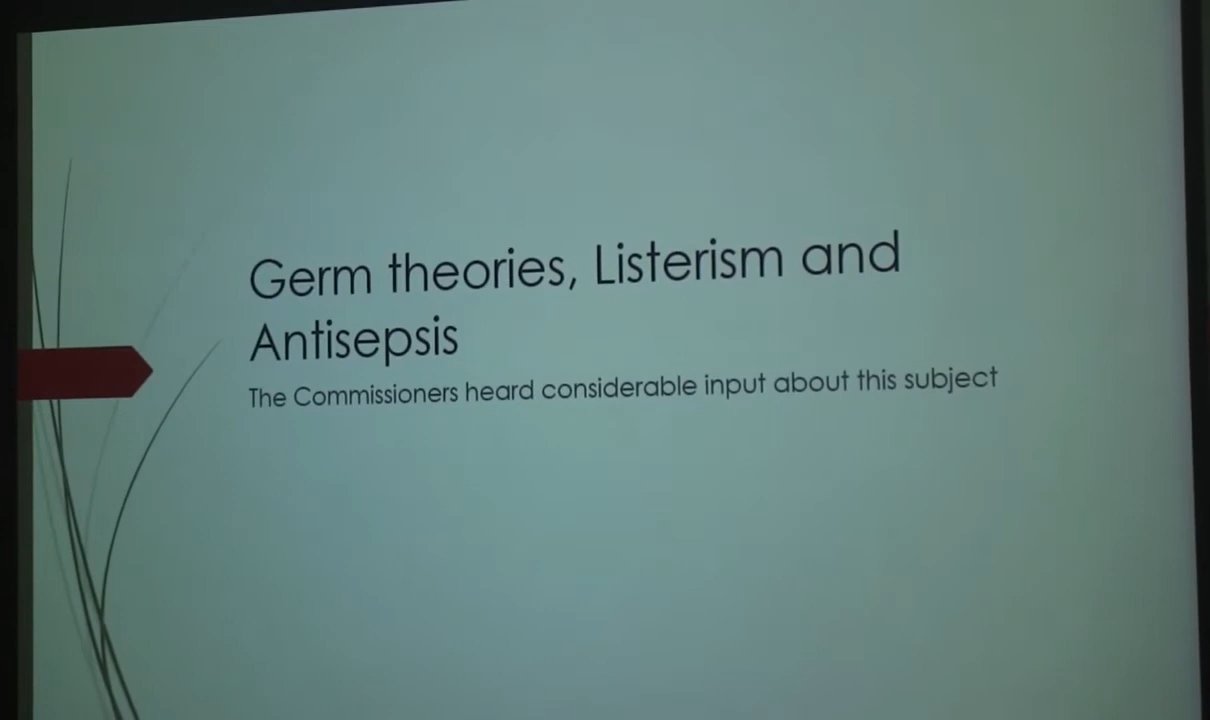 Germ theories, Listerism and
Antisepsis
The Commissioners heard considerable input about this subject